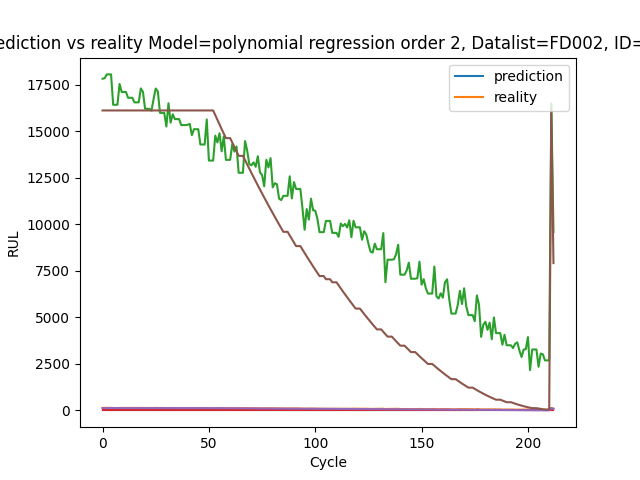 ediction vs reality Model=polynomial regression order 2, Datalist=FD002, ID=
prediction
reality
17500
15000
12500
10000
7500
5000
2500
0
RUL
0 50 100 150 200
Cycle